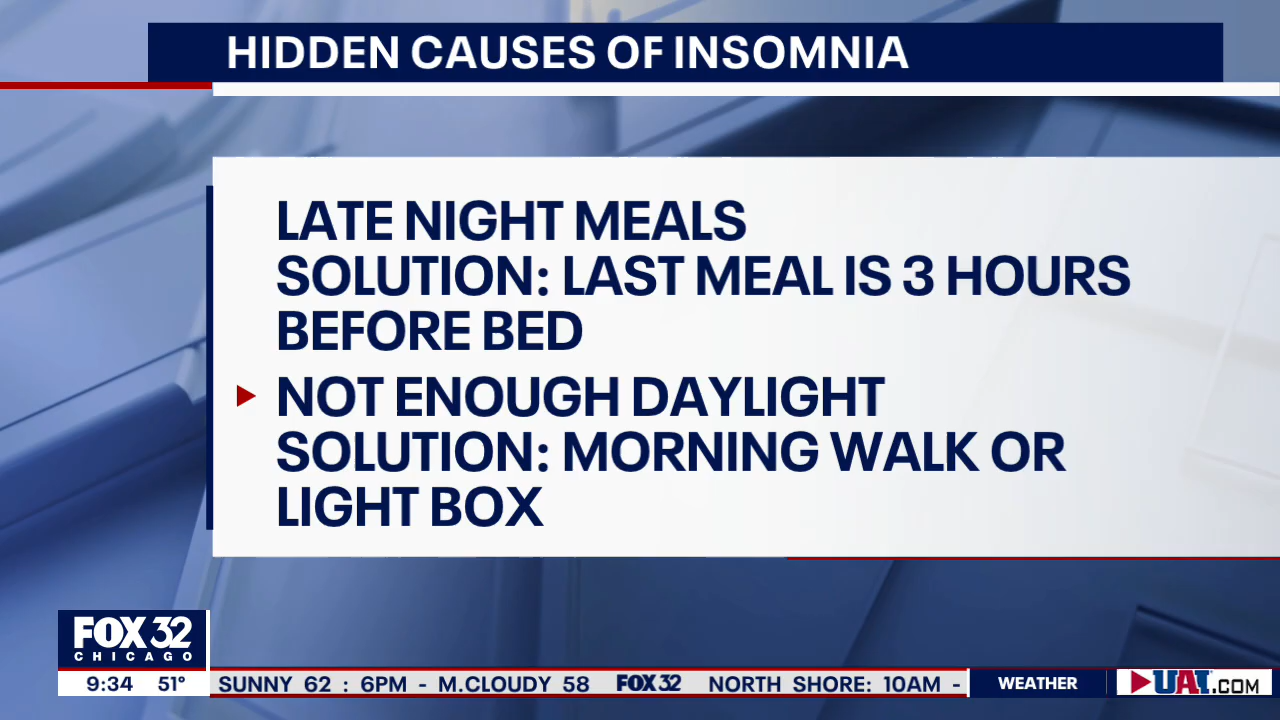 HIDDEN CAUSES OF INSOMNIA
LATE NIGHT MEALS
SOLUTION: LAST MEAL IS 3 HOURS
BEFORE BED
NOT ENOUGH DAYLIGHT
SOLUTION: MORNING WALK OR
LIGHT BOX
FOX 32
CHICAGO
9:34 51°
SUNNY 62 : 6PM - M.CLOUDY 58 FOX 32 NORTH SHORE: 10AM -
WEATHER
UAT.COM